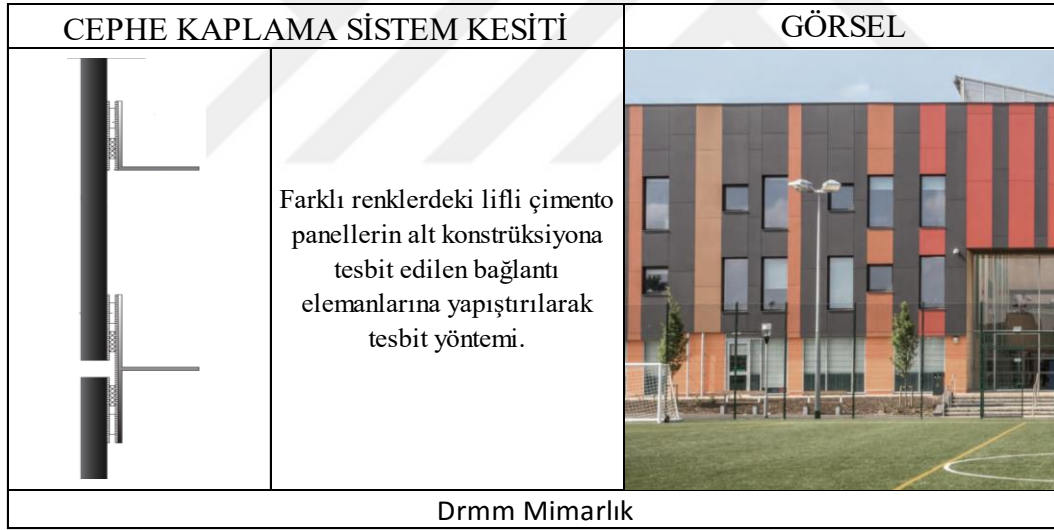 CEPHE KAPLAMA SİSTEM KESİTİ
GÖRSEL
Farklı renklerdeki lifli çimento
panellerin alt konstrüksiyona
tesbit edilen bağlantı
elemanlarına yapıştırılarak
tesbit yöntemi.
Drmm Mimarlık